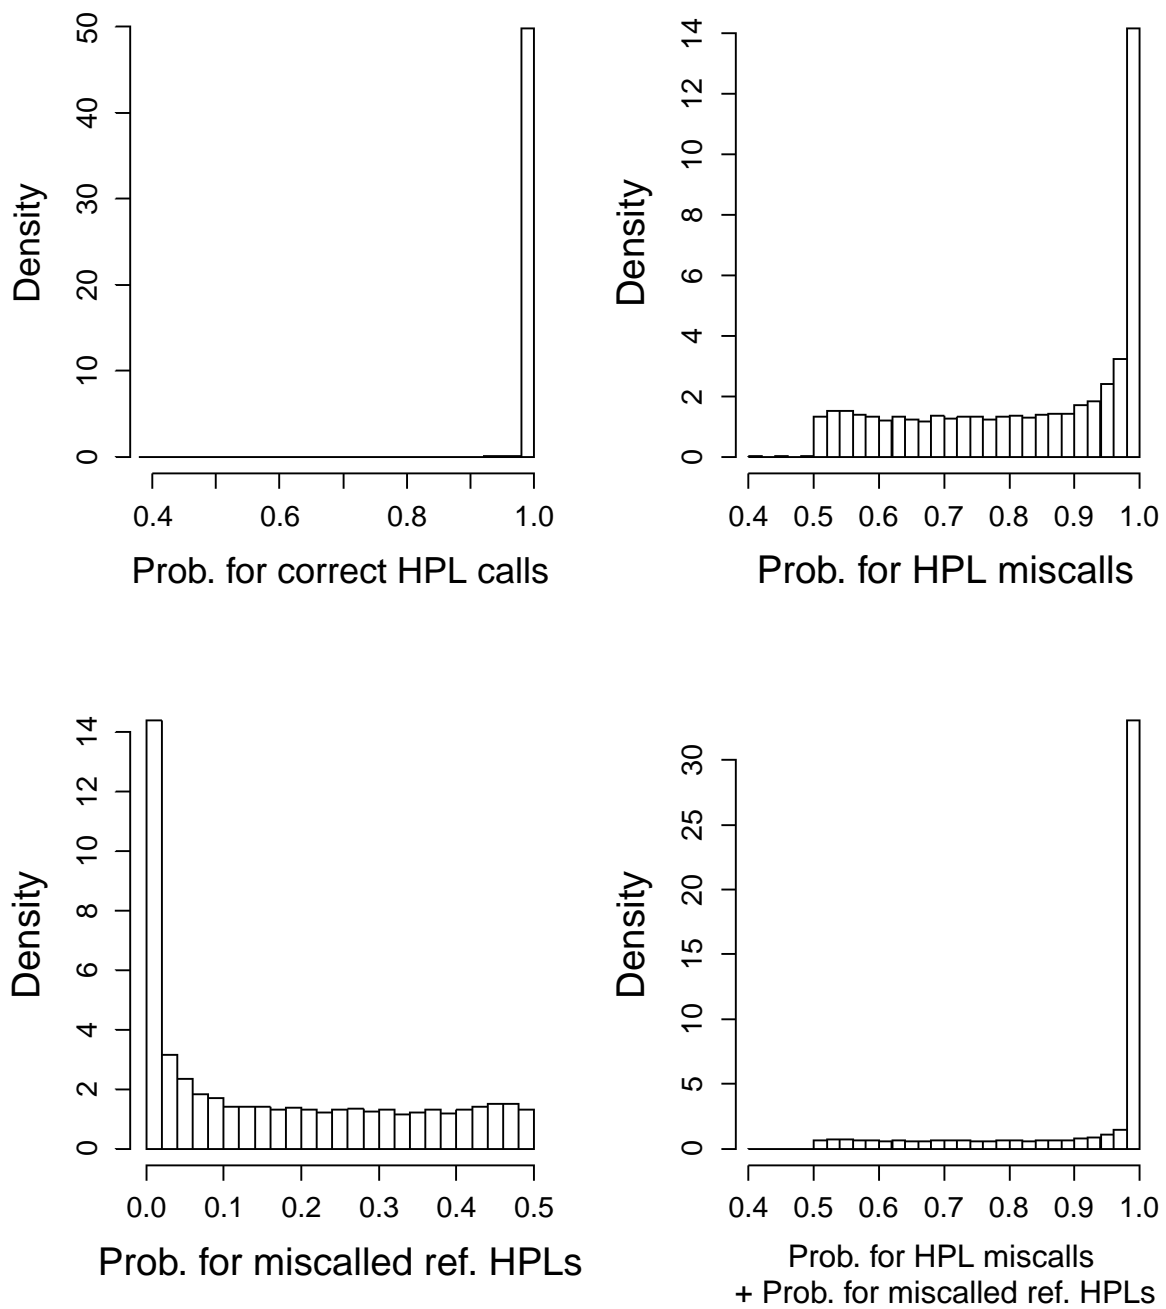 Density
50
40
30
20
10
0
0.4 0.6 0.8 1.0
Prob. for correct HPL calls
Density
14
12
10
8
6
4
2
0
0.4 0.5 0.6 0.7 0.8 0.9 1.0
Prob. for HPL miscalls
Density
14
12
10
8
6
4
2
0
0.0 0.1 0.2 0.3 0.4 0.5
Prob. for miscalled ref. HPLs
Density
30
25
20
15
10
5
0
0.4 0.5 0.6 0.7 0.8 0.9 1.0
Prob. for HPL miscalls
+ Prob. for miscalled ref. HPLs